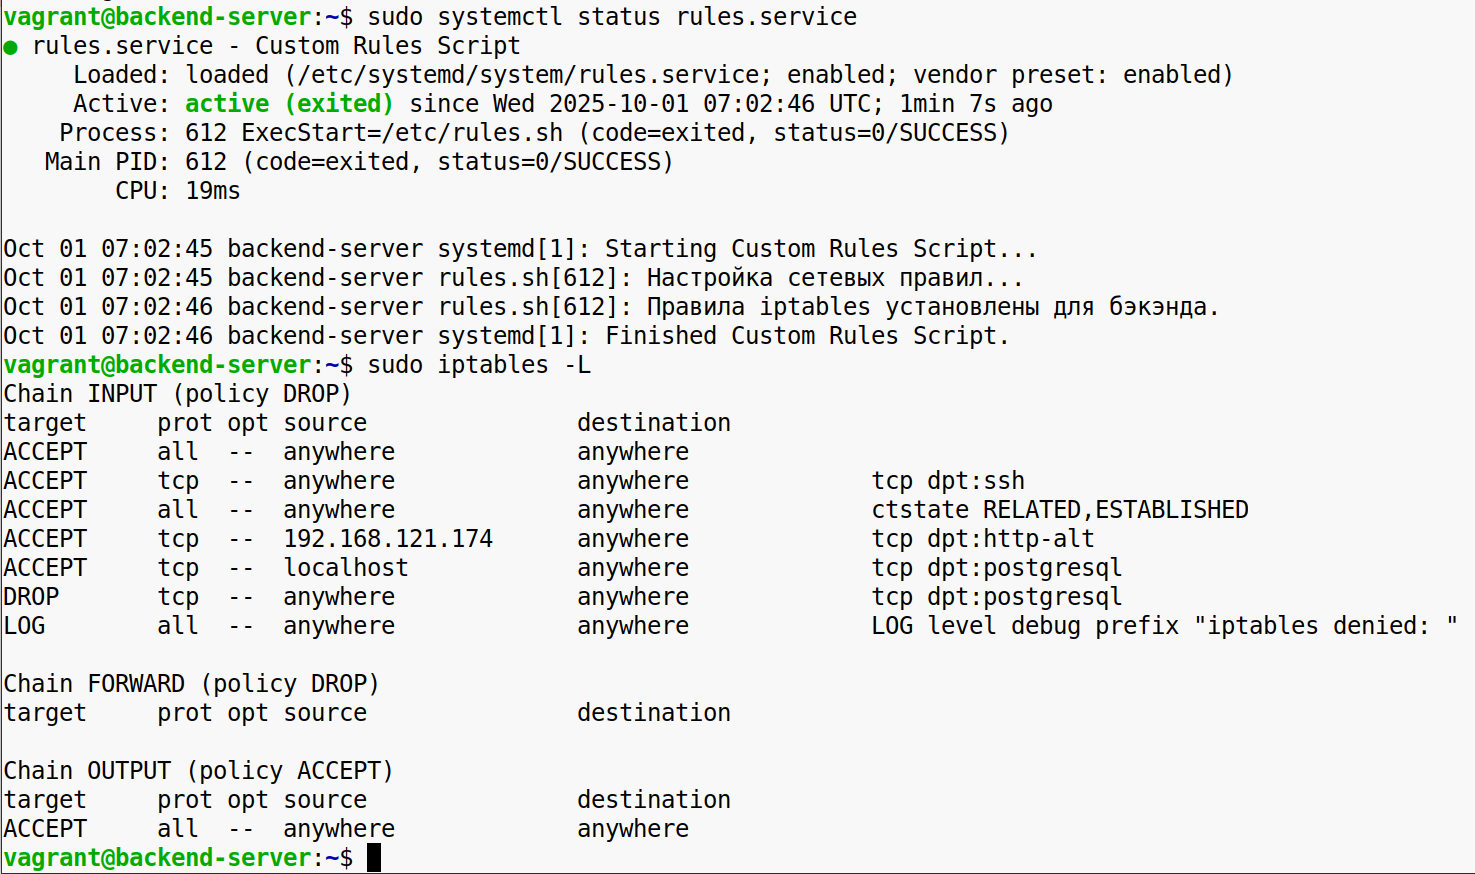 vagrant@backend-server:~$ sudo systemctl status rules.service
● rules.service - Custom Rules Script
     Loaded: loaded (/etc/systemd/system/rules.service; enabled; vendor preset: enabled)
     Active: active (exited) since Wed 2025-10-01 07:02:46 UTC; 1min 7s ago
    Process: 612 ExecStart=/etc/rules.sh (code=exited, status=0/SUCCESS)
   Main PID: 612 (code=exited, status=0/SUCCESS)
        CPU: 19ms

Oct 01 07:02:45 backend-server systemd[1]: Starting Custom Rules Script...
Oct 01 07:02:45 backend-server rules.sh[612]: Настройка сетевых правил...
Oct 01 07:02:46 backend-server rules.sh[612]: Правила iptables установлены для бэкэнда.
Oct 01 07:02:46 backend-server systemd[1]: Finished Custom Rules Script.
vagrant@backend-server:~$ sudo iptables -L
Chain INPUT (policy DROP)
target     prot opt source               destination
ACCEPT     all  --  anywhere             anywhere
ACCEPT     tcp  --  anywhere             anywhere             tcp dpt:ssh
ACCEPT     all  --  anywhere             anywhere             ctstate RELATED,ESTABLISHED
ACCEPT     tcp  --  192.168.121.174      anywhere             tcp dpt:http-alt
ACCEPT     tcp  --  localhost            anywhere             tcp dpt:postgresql
DROP       tcp  --  anywhere             anywhere             tcp dpt:postgresql
LOG        all  --  anywhere             anywhere             LOG level debug prefix "iptables denied: "

Chain FORWARD (policy DROP)
target     prot opt source               destination

Chain OUTPUT (policy ACCEPT)
target     prot opt source               destination
ACCEPT     all  --  anywhere             anywhere
vagrant@backend-server:~$